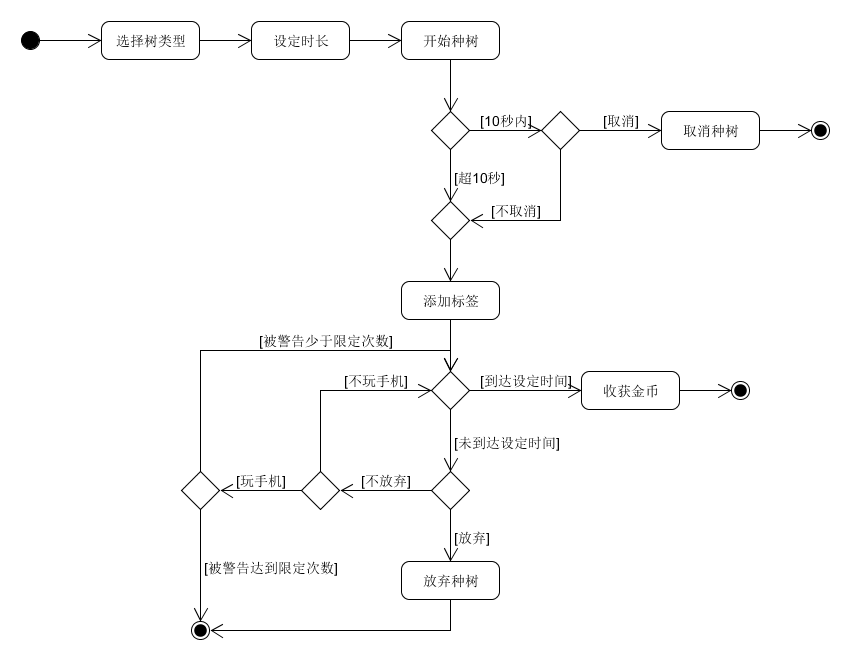 选择树类型
设定时长
开始种树
[10秒内]
[取消]
取消种树
[超10秒]
[不取消]
添加标签
[被警告少于限定次数]
[不玩手机]
[到达设定时间]
收获金币
[未到达设定时间]
[玩手机]
[不放弃]
[放弃]
[被警告达到限定次数]
放弃种树